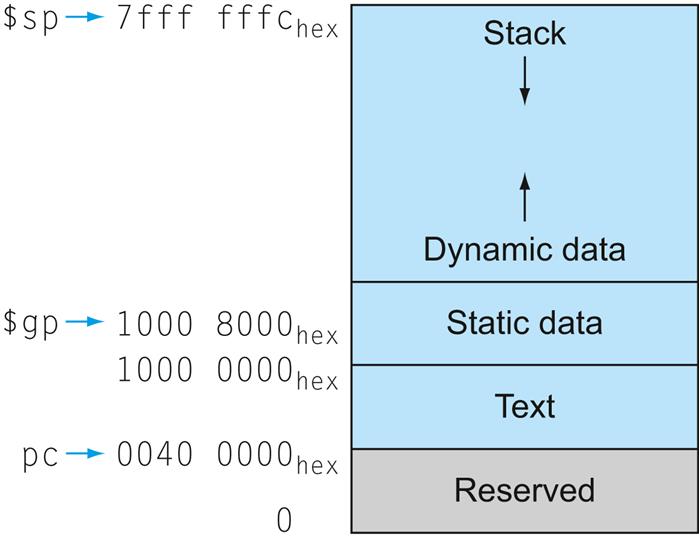 $sp → 7fff fffc hex
Stack
Dynamic data
$gp → 1000 8000 hex
Static data
1000 0000 hex
Text
pc → 0040 0000 hex
Reserved
0